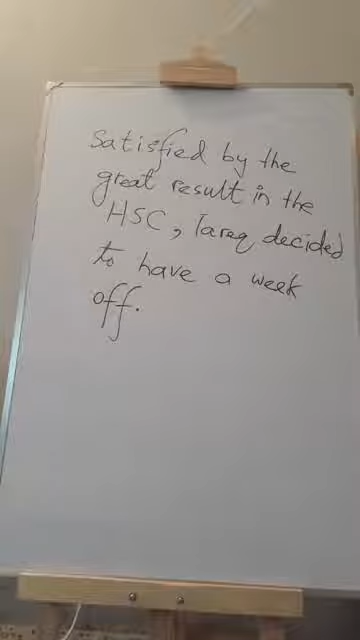 Satisfied by the
great result in the
HSC, Tareq decided
to have a week
off.